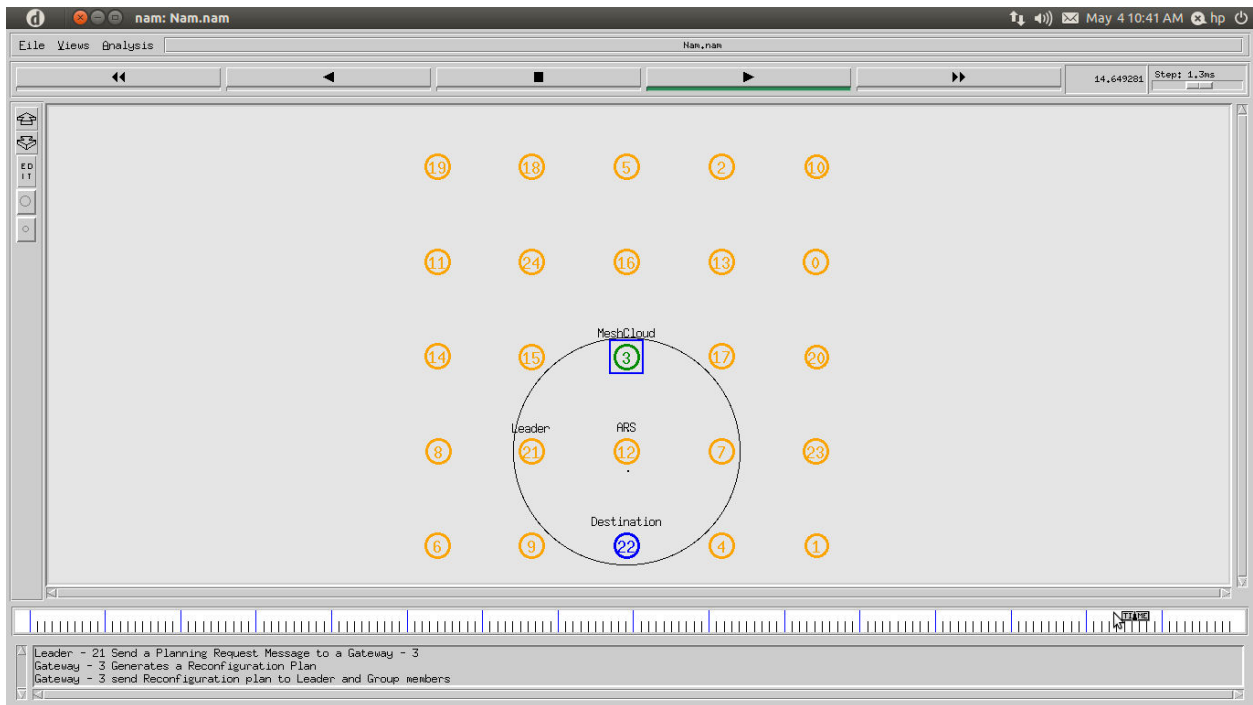 nam: Nam.nam
May 4 10:41 AM hp
File Views Analysis Nam.nam
14.649281 Step: 1.3ms
ED
IT
19 18 5 2 10
11 24 16 13 0
MeshCloud
14 15 3 17 20
Leader ARS
8 21 12 7 23
Destination
6 9 22 4 1
TIME
Leader - 21 Send a Planning Request Message to a Gateway - 3
Gateway - 3 Generates a Reconfiguration Plan
Gateway - 3 send Reconfiguration plan to Leader and Group members